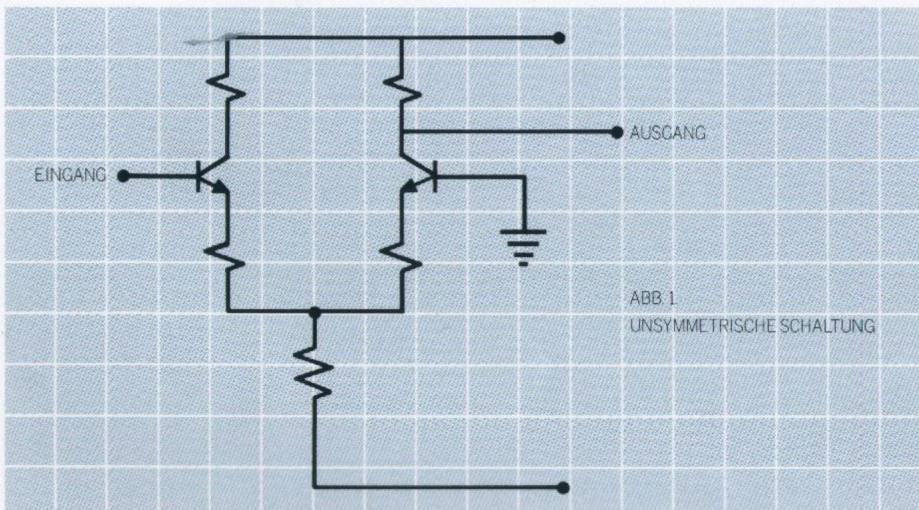 AUSGANG
EINGANG
ABB. 1
UNSYMMETRISCHE SCHALTUNG